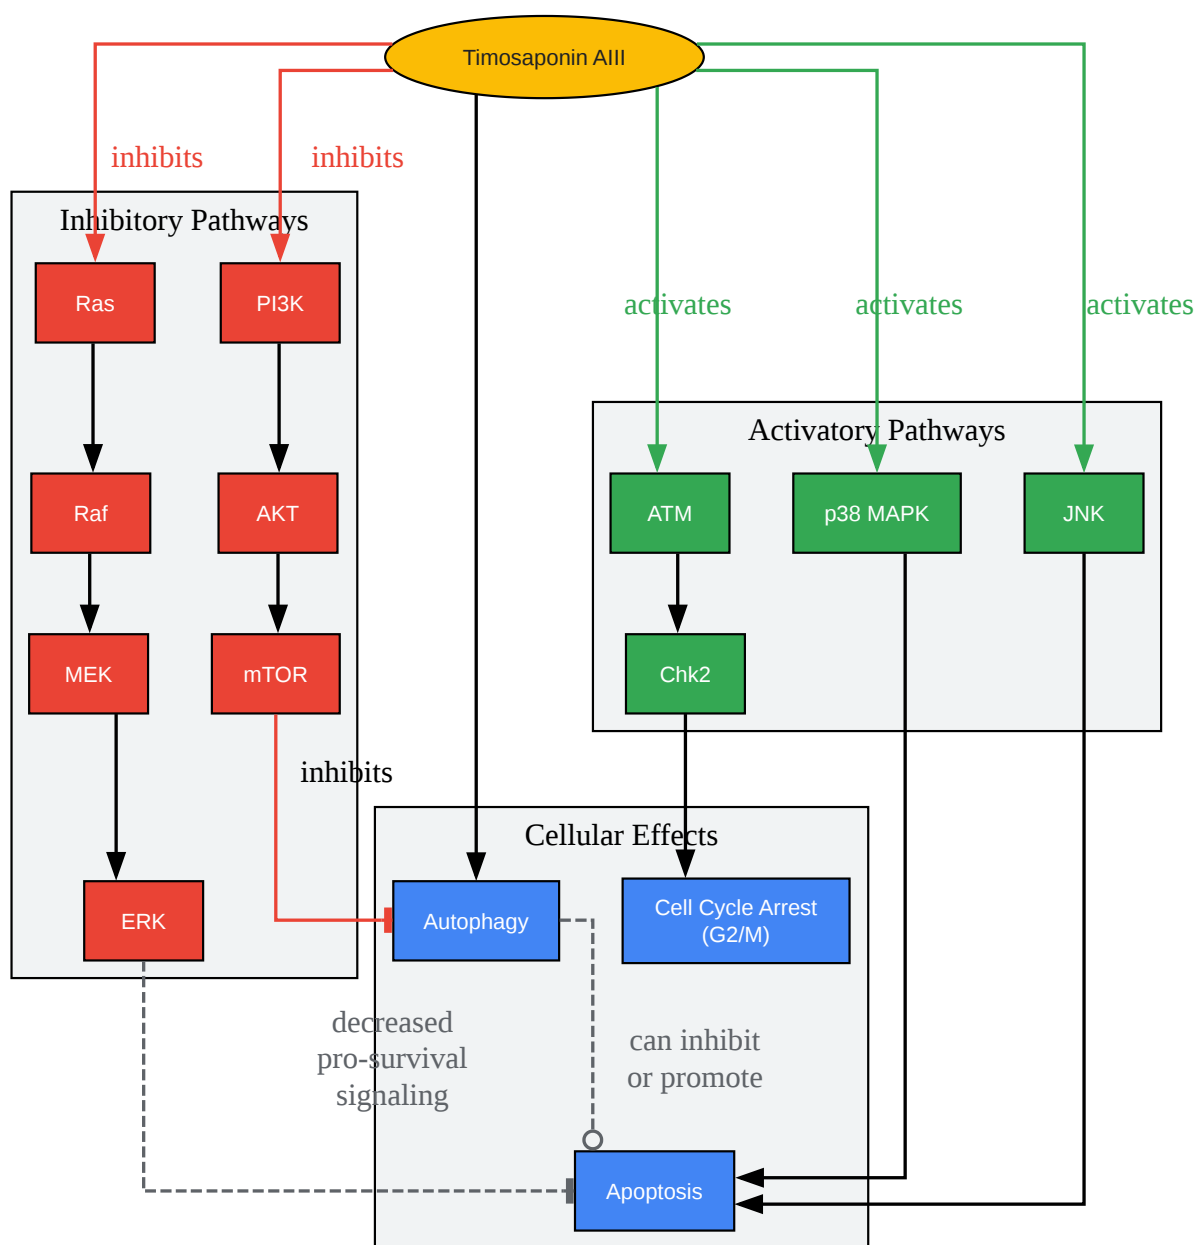 Timosaponin AIII
inhibits
inhibits
Inhibitory Pathways
Ras
PI3K
activates
activates
activates
Activatory Pathways
Raf
AKT
ATM
p38 MAPK
JNK
MEK
mTOR
Chk2
inhibits
Cellular Effects
ERK
Autophagy
Cell Cycle Arrest
(G2/M)
decreased
pro-survival
signaling
can inhibit
or promote
Apoptosis